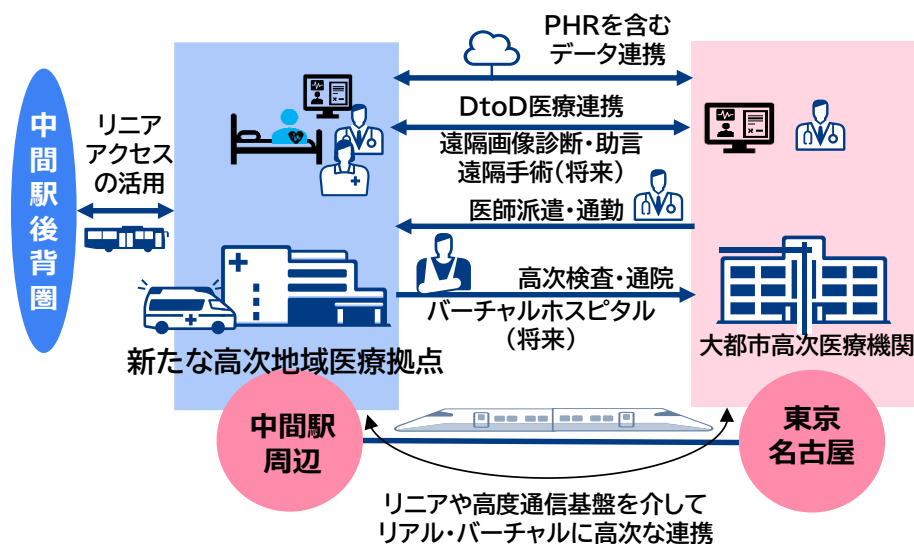 中間駅後背圏
リニア
アクセス
の活用
PHRを含む
データ連携
DtoD医療連携
遠隔画像診断・助言
遠隔手術(将来)
医師派遣・通勤
高次検査・通院
バーチャルホスピタル
(将来)
新たな高次地域医療拠点
大都市高次医療機関
中間駅
周辺
東京
名古屋
リニアや高度通信基盤を介して
リアル・バーチャルに高次な連携